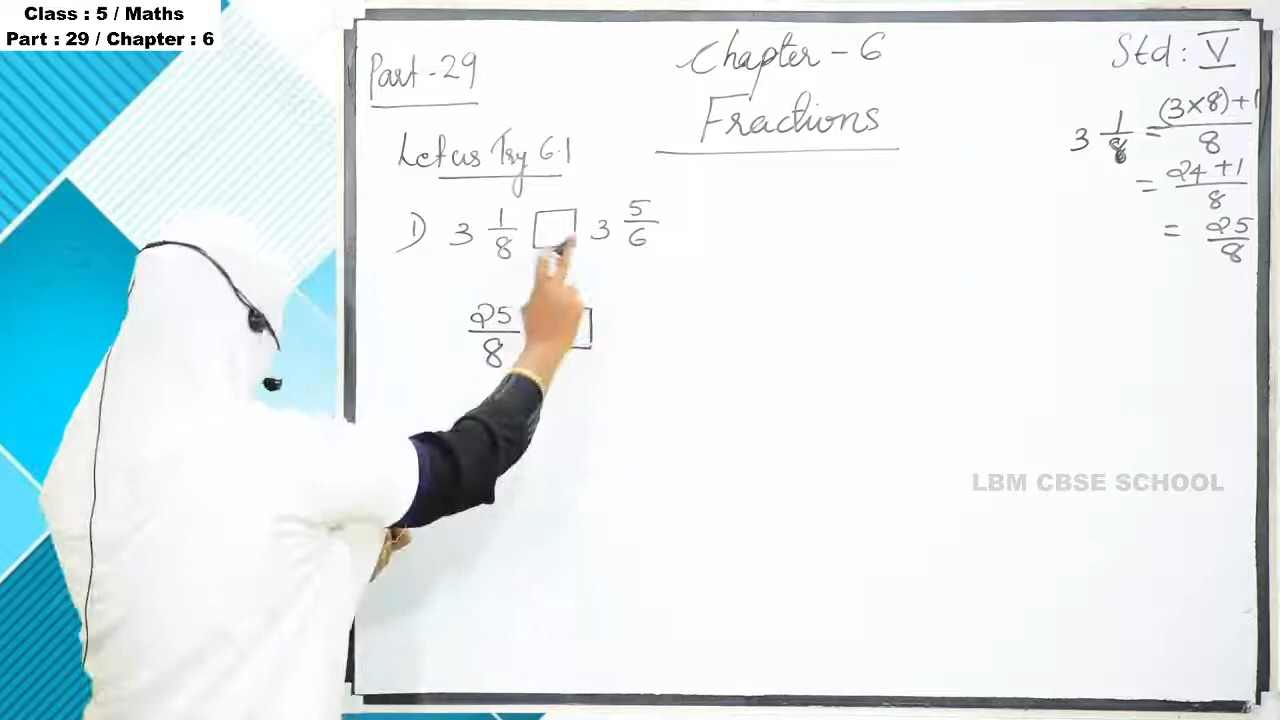 Class : 5 / Maths
Part : 29 / Chapter : 6
Part - 29
Chapter - 6
Std : V
Fractions
Let us Try 6.1
1) 3 1/8 □ 3 5/6
25/8 □
3 1/8 = (3×8)+1/8
= 24+1/8
= 25/8
LBM CBSE SCHOOL